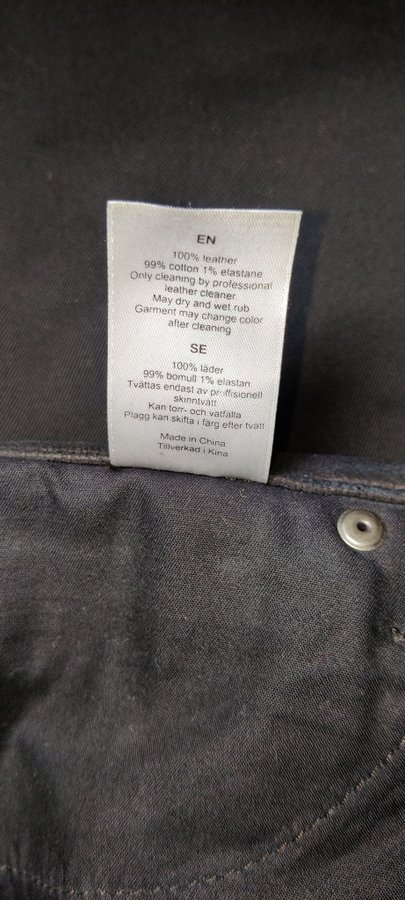 EN
100% leather
99% cotton 1% elastane
Only cleaning by professional
leather cleaner
May dry and wet rub
Garment may change color
after cleaning
SE
100% läder
99% bomull 1% elastan
Tvättas endast av proffisionell
skinntvätt
Kan torr- och vatfälla
Plagg kan skifta i färg efter tvätt
Made in China
Tillverkad i Kina